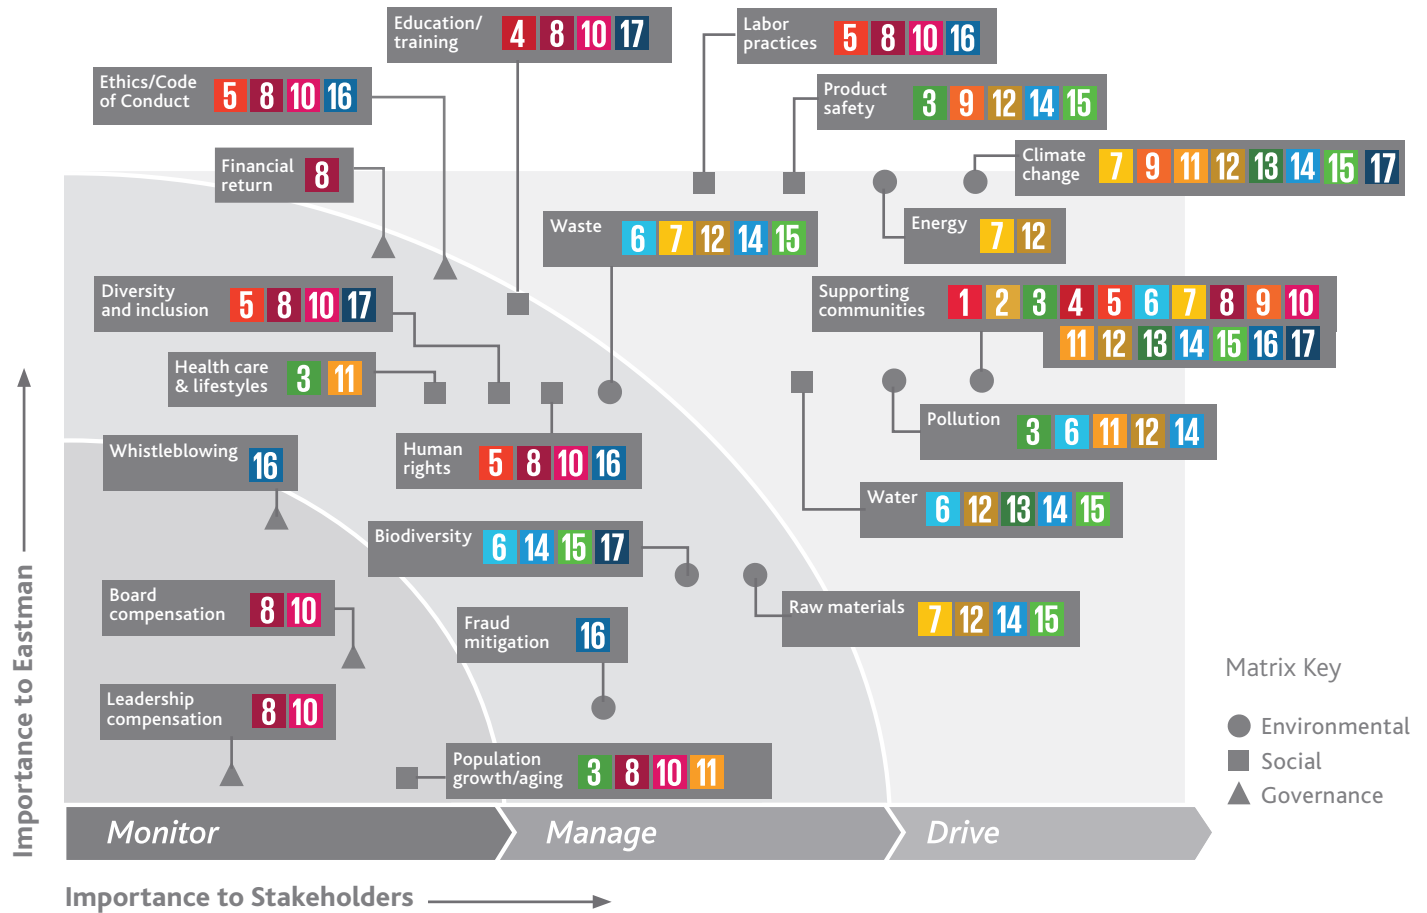 Education/
training
4 8 10 17
Labor
practices
5 8 10 16
Ethics/Code
of Conduct
5 8 10 16
Product
safety
3 9 12 14 15
Financial
return
8
Climate
change
7 9 11 12 13 14 15 17
Waste
6 7 12 14 15
Energy
7 12
Diversity
and inclusion
5 8 10 17
Supporting
communities
1 2 3 4 5 6 7 8 9 10
11 12 13 14 15 16 17
Health care
& lifestyles
3 11
Pollution
3 6 11 12 14
Whistleblowing
16
Human
rights
5 8 10 16
Water
6 12 13 14 15
Biodiversity
6 14 15 17
Board
compensation
8 10
Fraud
mitigation
16
Raw materials
7 12 14 15
Leadership
compensation
8 10
Population
growth/aging
3 8 10 11
Importance to Eastman
Matrix Key
Environmental
Social
Governance
Monitor
Manage
Drive
Importance to Stakeholders